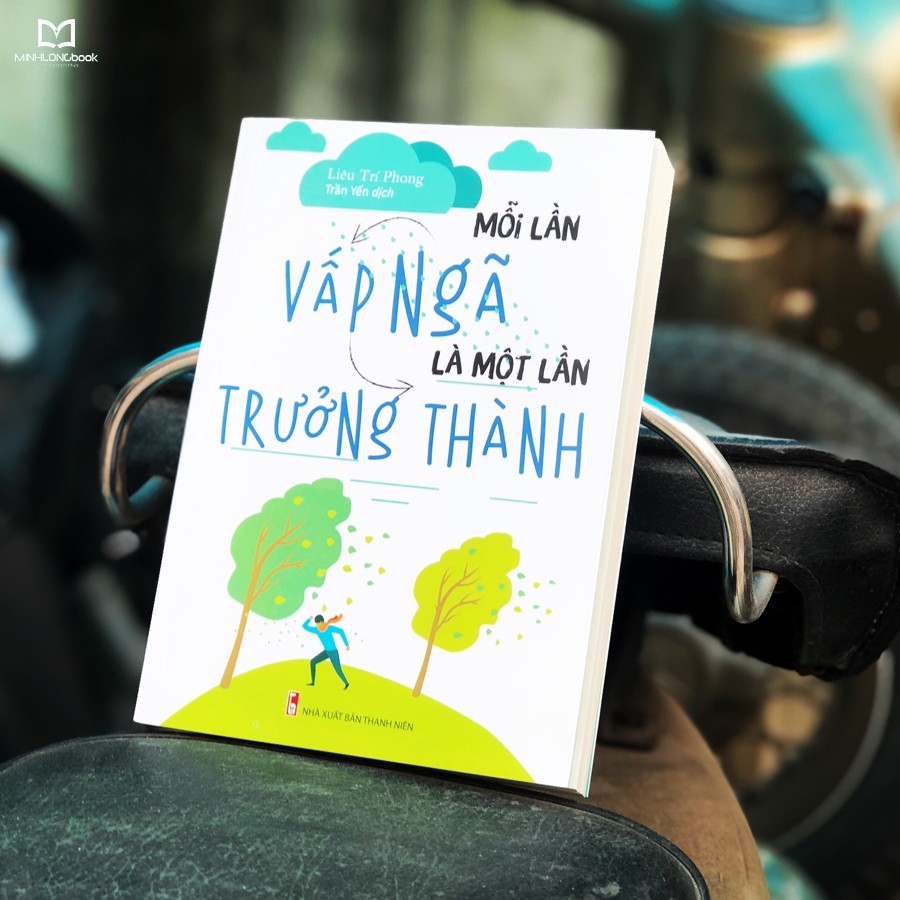 MINHLONGbook
Liêu Trí Phong
Trần Yến dịch
MỖI LẦN
VẤP NGÃ
LÀ MỘT LẦN
TRƯỞNG THÀNH
NHÀ XUẤT BẢN THANH NIÊN